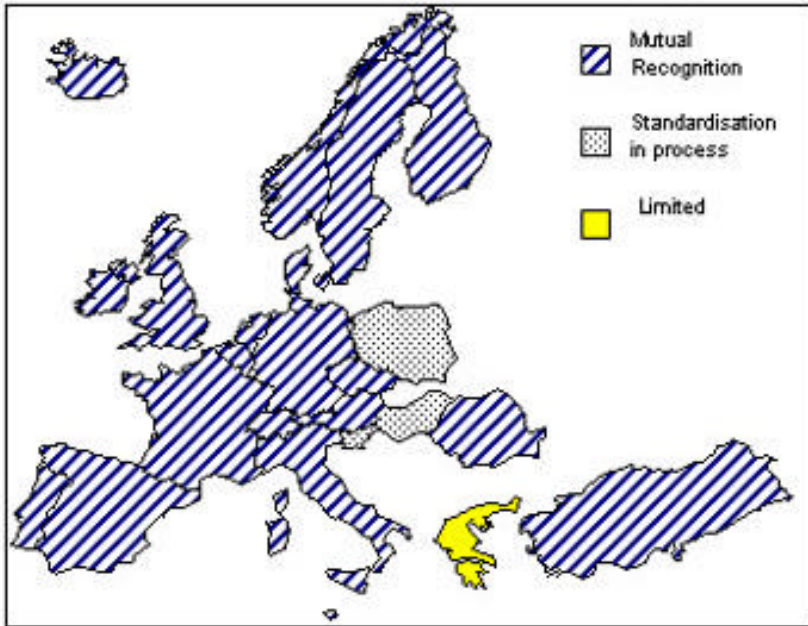 Mutual
Recognition
Standardisation
in process
Limited